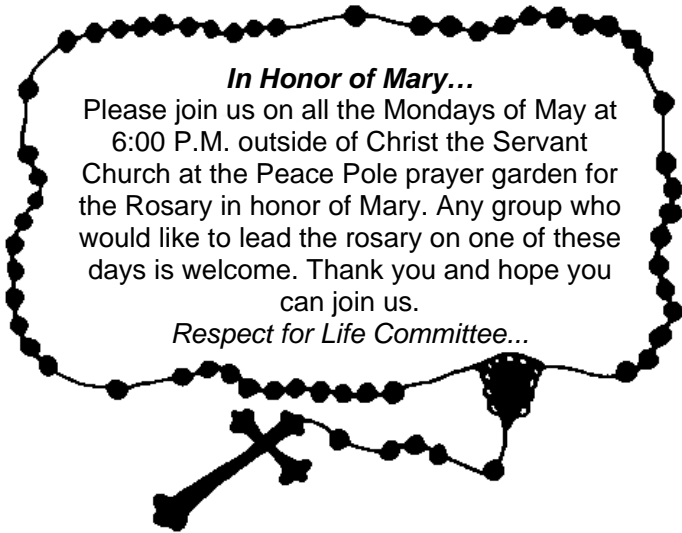 In Honor of Mary…
Please join us on all the Mondays of May at
6:00 P.M. outside of Christ the Servant
Church at the Peace Pole prayer garden for
the Rosary in honor of Mary. Any group who
would like to lead the rosary on one of these
days is welcome. Thank you and hope you
can join us.
Respect for Life Committee...